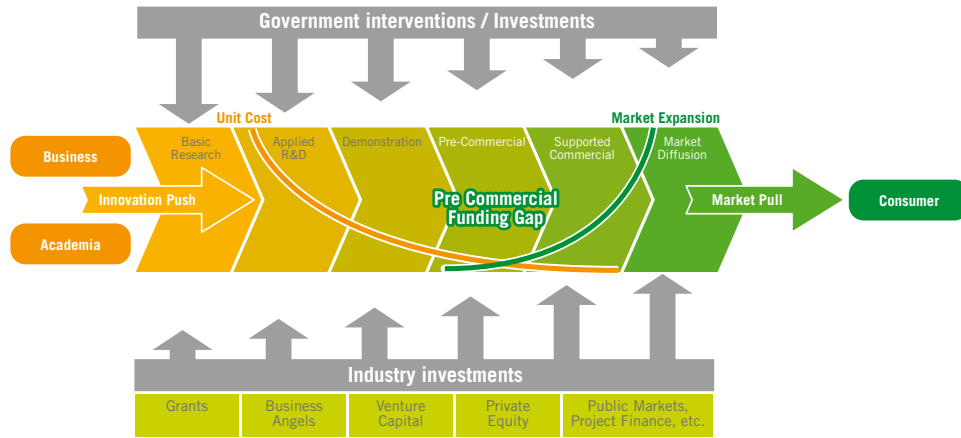 Government interventions / Investments
Unit Cost
Market Expansion
Business
Academia
Innovation Push
Basic
Research
Applied
R&D
Demonstration
Pre-Commercial
Supported
Commercial
Market
Diffusion
Pre Commercial
Funding Gap
Market Pull
Consumer
Industry investments
Grants
Business
Angels
Venture
Capital
Private
Equity
Public Markets,
Project Finance, etc.